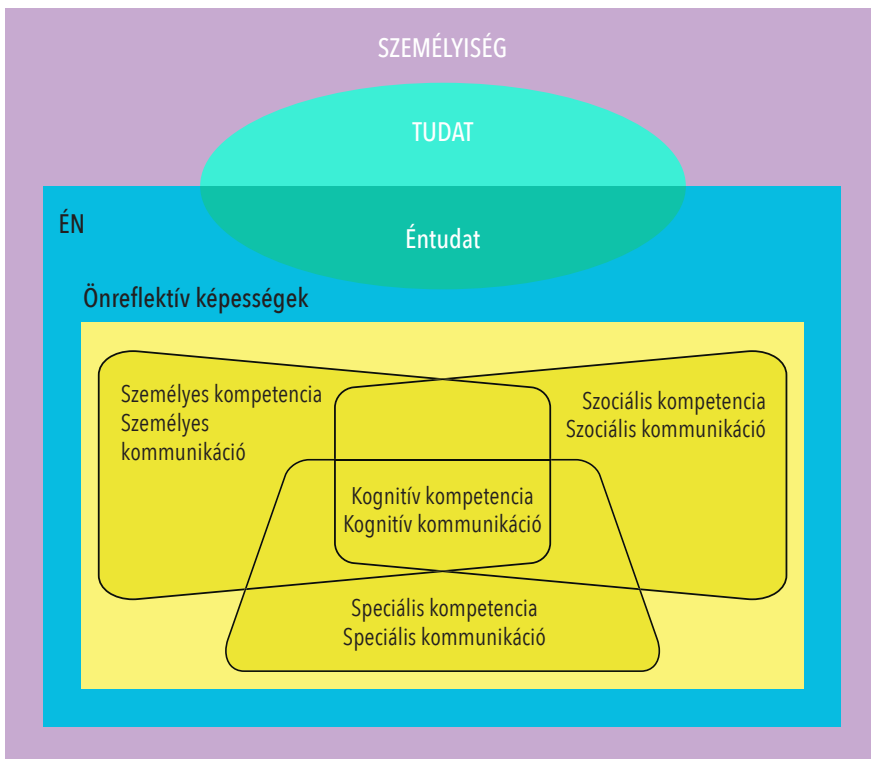 SZEMÉLYISÉG
TUDAT
ÉN
Éntudat
Önreflektív képességek
Személyes kompetencia
Személyes
kommunikáció
Szociális kompetencia
Szociális kommunikáció
Kognitív kompetencia
Kognitív kommunikáció
Speciális kompetencia
Speciális kommunikáció